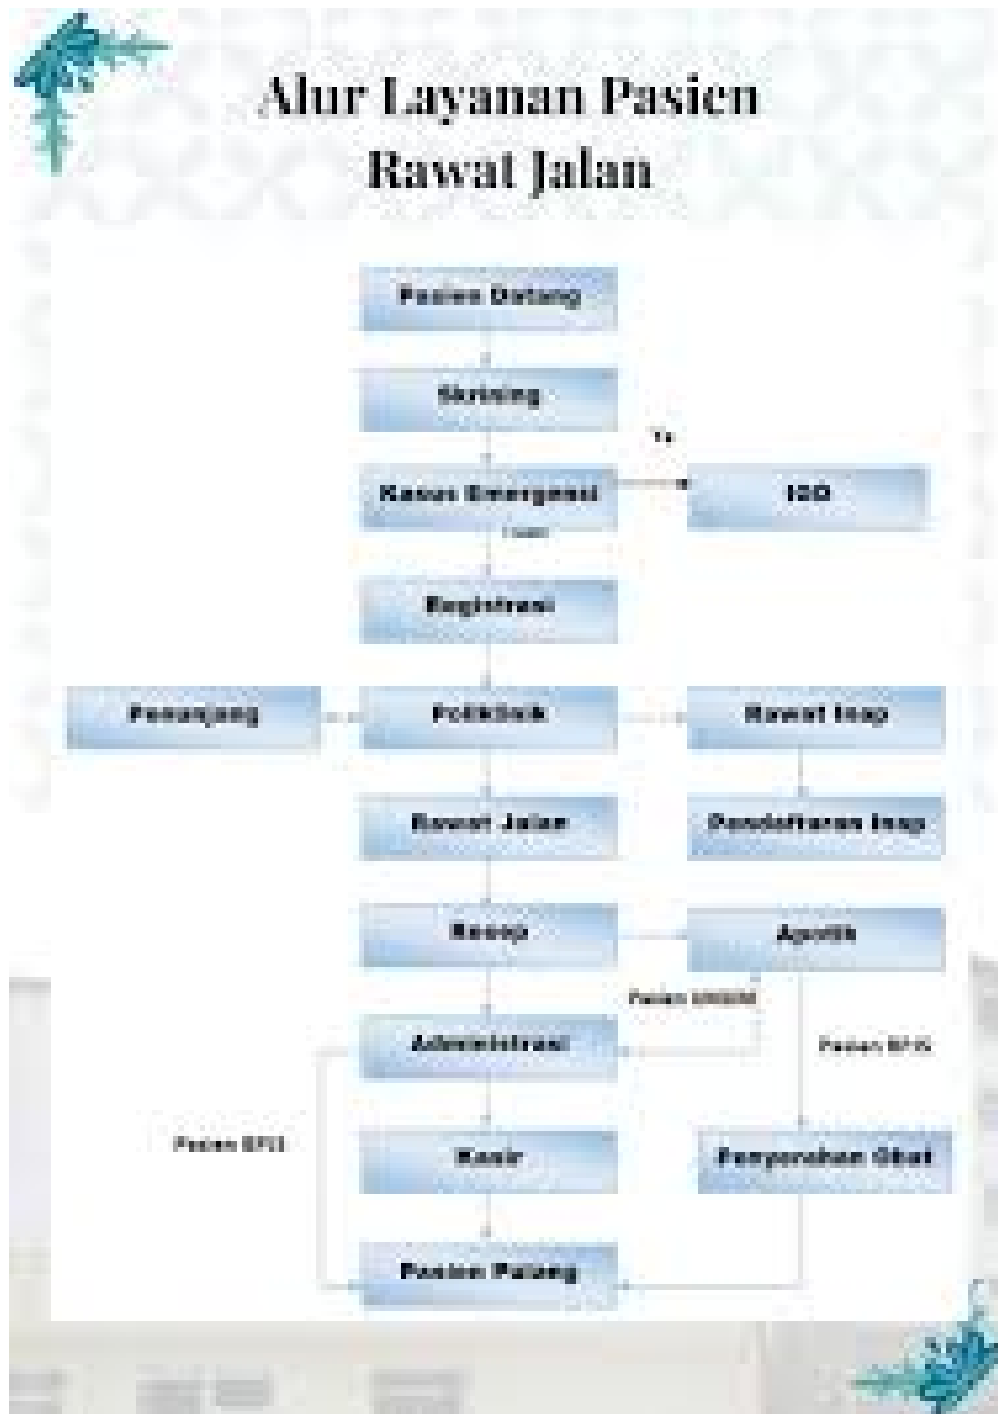 Alur Layanan Pasien
Rawat Jalan
Pasien Datang
Skrining
Ya
Kasus Emergensi
IGD
Registrasi
Penunjang
Poliklinik
Rawat Inap
Rawat Jalan
Pendaftaran Inap
Resep
Apotik
Pasien UMUM
Administrasi
Pasien BPJS
Pasien BPJS
Kasir
Penyerahan Obat
Pasien Pulang